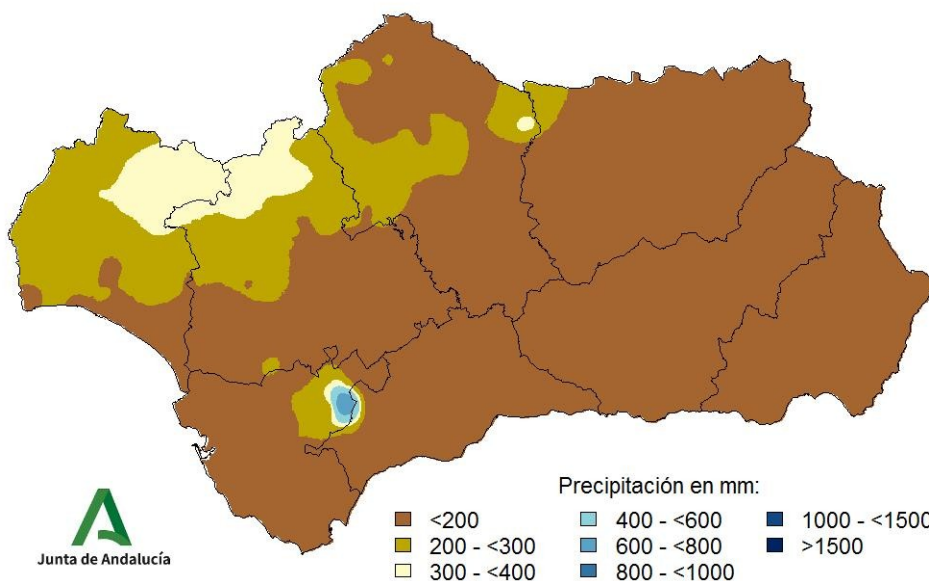 Precipitación en mm:
<200
400 - <600
1000 - <1500
200 - <300
600 - <800
>1500
300 - <400
800 - <1000
Junta de Andalucía